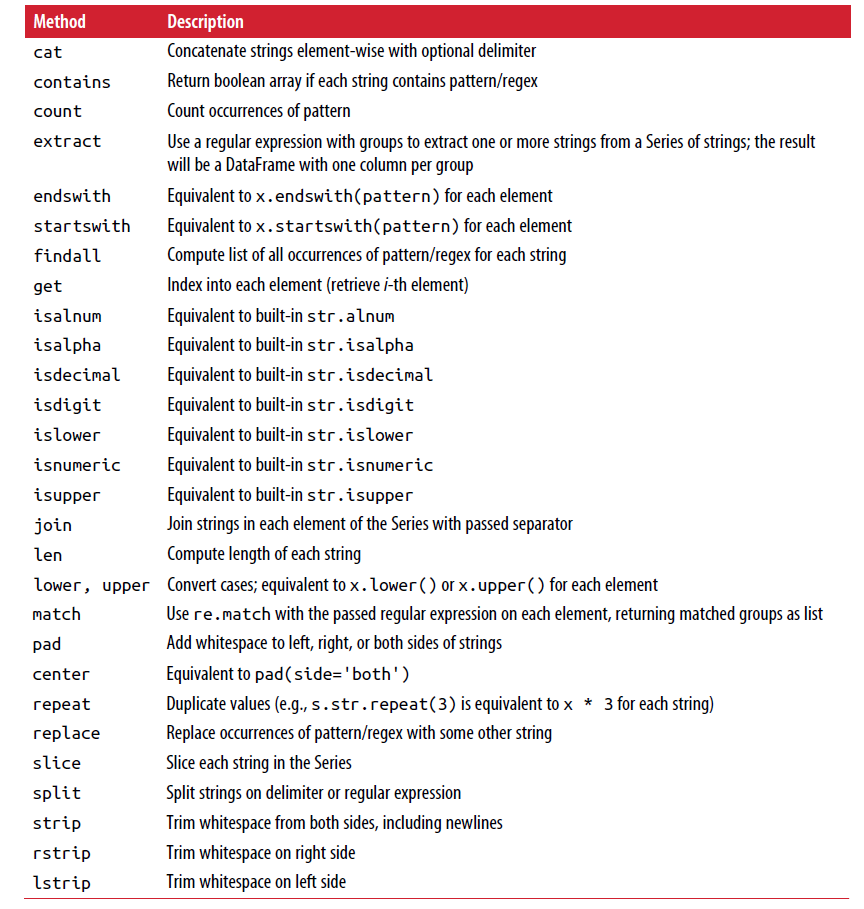 Method Description
cat Concatenate strings element-wise with optional delimiter
contains Return boolean array if each string contains pattern/regex
count Count occurrences of pattern
extract Use a regular expression with groups to extract one or more strings from a Series of strings; the result
will be a DataFrame with one column per group
endswith Equivalent to x.endswith(pattern) for each element
startswith Equivalent to x.startswith(pattern) for each element
findall Compute list of all occurrences of pattern/regex for each string
get Index into each element (retrieve i-th element)
isalnum Equivalent to built-in str.alnum
isalpha Equivalent to built-in str.isalpha
isdecimal Equivalent to built-in str.isdecimal
isdigit Equivalent to built-in str.isdigit
islower Equivalent to built-in str.islower
isnumeric Equivalent to built-in str.isnumeric
isupper Equivalent to built-in str.isupper
join Join strings in each element of the Series with passed separator
len Compute length of each string
lower, upper Convert cases; equivalent to x.lower() or x.upper() for each element
match Use re.match with the passed regular expression on each element, returning matched groups as list
pad Add whitespace to left, right, or both sides of strings
center Equivalent to pad(side='both')
repeat Duplicate values (e.g., s.str.repeat(3) is equivalent to x * 3 for each string)
replace Replace occurrences of pattern/regex with some other string
slice Slice each string in the Series
split Split strings on delimiter or regular expression
strip Trim whitespace from both sides, including newlines
rstrip Trim whitespace on right side
lstrip Trim whitespace on left side